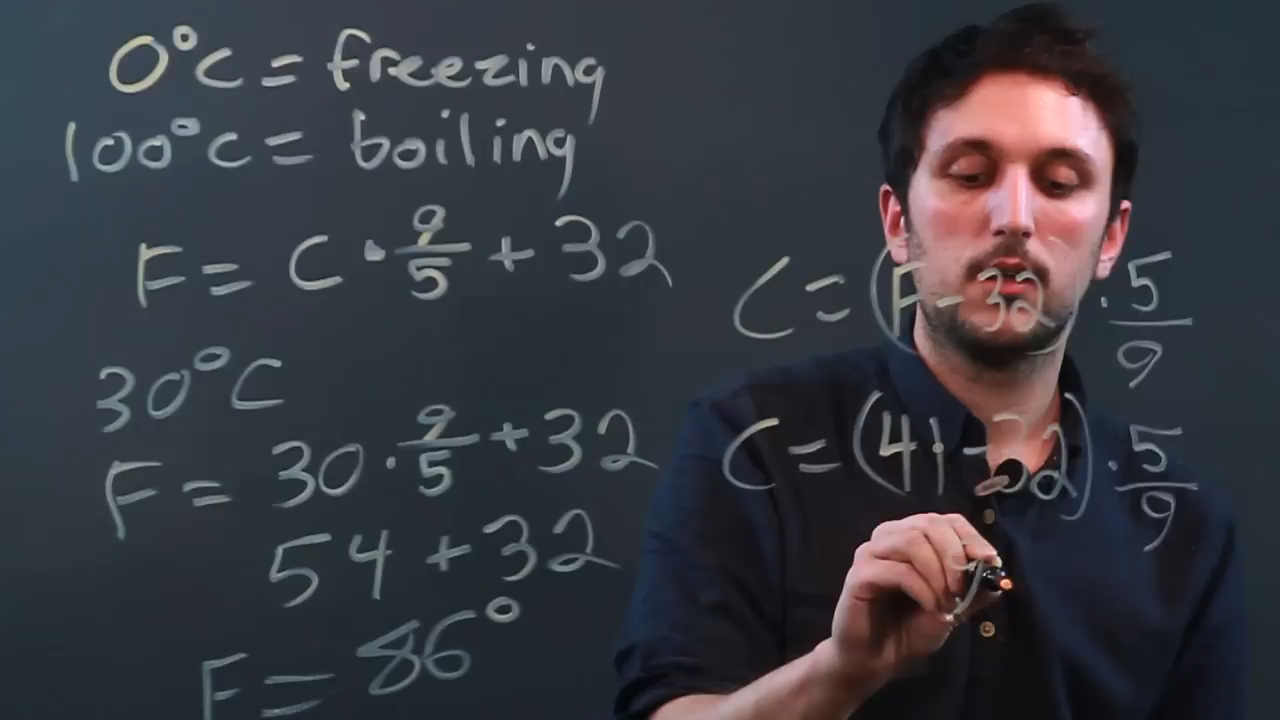 0°C = freezing
100°C = boiling
F = C · 9/5 + 32
30°C
F = 30 · 9/5 + 32
54 + 32
F = 86°
C = (F - 32) · 5/9
C = (41 - 32) · 5/9